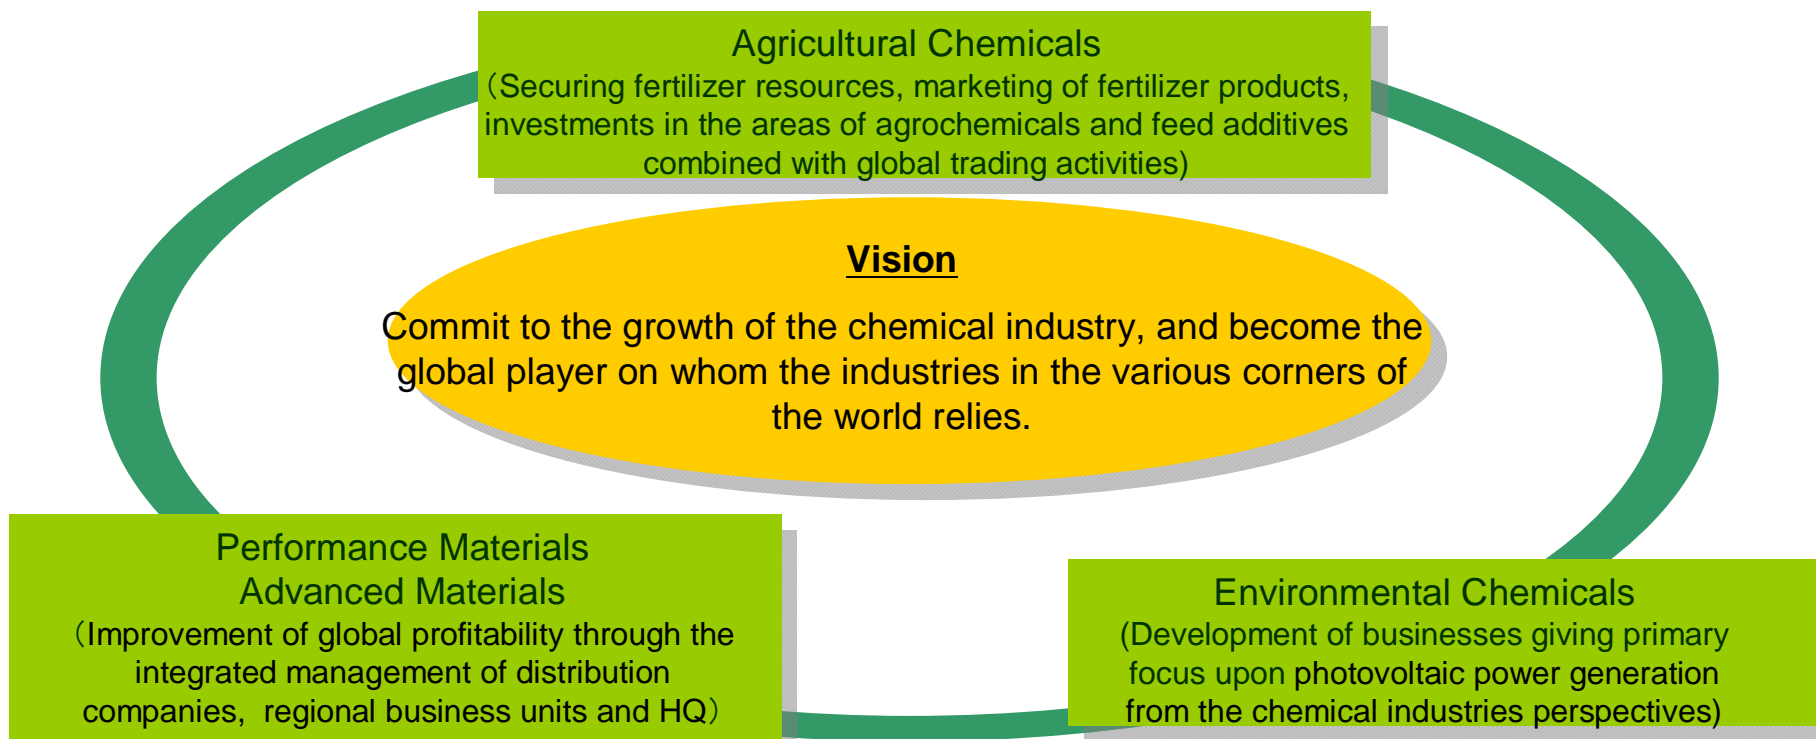 Agricultural Chemicals
（Securing fertilizer resources, marketing of fertilizer products,
investments in the areas of agrochemicals and feed additives
combined with global trading activities)
Vision
Commit to the growth of the chemical industry, and become the
global player on whom the industries in the various corners of
the world relies.
Performance Materials
Advanced Materials
（Improvement of global profitability through the
integrated management of distribution
companies,  regional business units and HQ）
Environmental Chemicals
(Development of businesses giving primary
focus upon photovoltaic power generation
from the chemical industries perspectives)